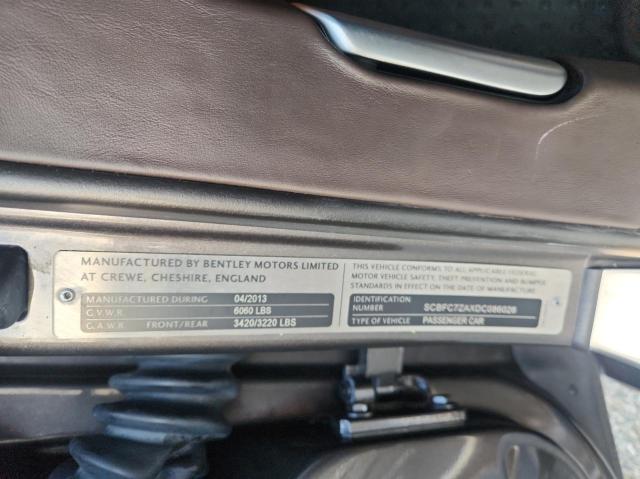 MANUFACTURED BY BENTLEY MOTORS LIMITED
AT CREWE, CHESHIRE, ENGLAND
MANUFACTURED DURING 04/2013
G.V.W.R. 6060 LBS
G.A.W.R. FRONT/REAR 3420/3220 LBS
THIS VEHICLE CONFORMS TO ALL APPLICABLE FEDERAL
MOTOR VEHICLE SAFETY, THEFT PREVENTION AND BUMPER
STANDARDS IN EFFECT ON THE DATE OF MANUFACTURE
IDENTIFICATION
NUMBER SCBFC7ZAXDC086026
TYPE OF VEHICLE PASSENGER CAR